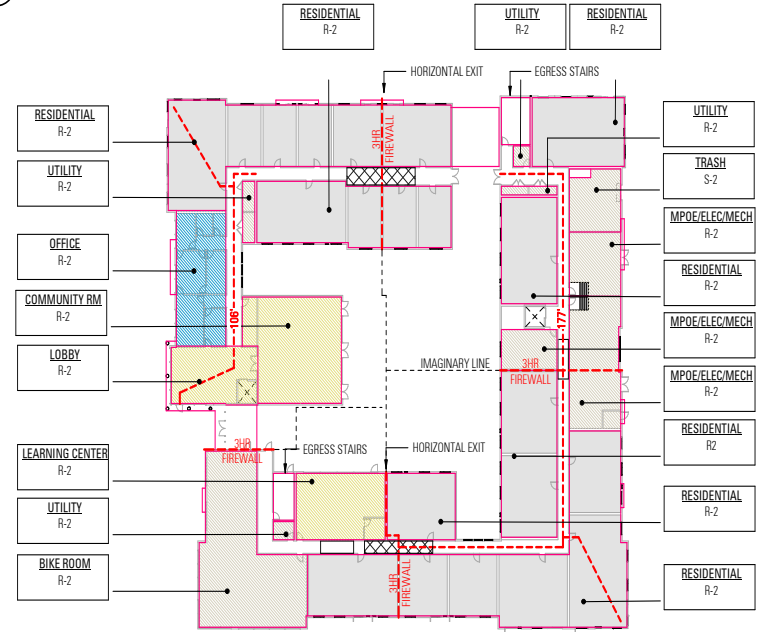 RESIDENTIAL
R-2
UTILITY
R-2
RESIDENTIAL
R-2
HORIZONTAL EXIT
EGRESS STAIRS
RESIDENTIAL
R-2
UTILITY
R-2
OFFICE
R-2
COMMUNITY RM
R-2
LOBBY
R-2
LEARNING CENTER
R-2
UTILITY
R-2
BIKE ROOM
R-2
3HR
FIREWALL
106'
177'
IMAGINARY LINE
3HR
FIREWALL
3HR
FIREWALL
EGRESS STAIRS
HORIZONTAL EXIT
3HR
FIREWALL
UTILITY
R-2
TRASH
S-2
MPOE/ELEC/MECH
R-2
RESIDENTIAL
R-2
MPOE/ELEC/MECH
R-2
MPOE/ELEC/MECH
R-2
RESIDENTIAL
R2
RESIDENTIAL
R-2
RESIDENTIAL
R-2